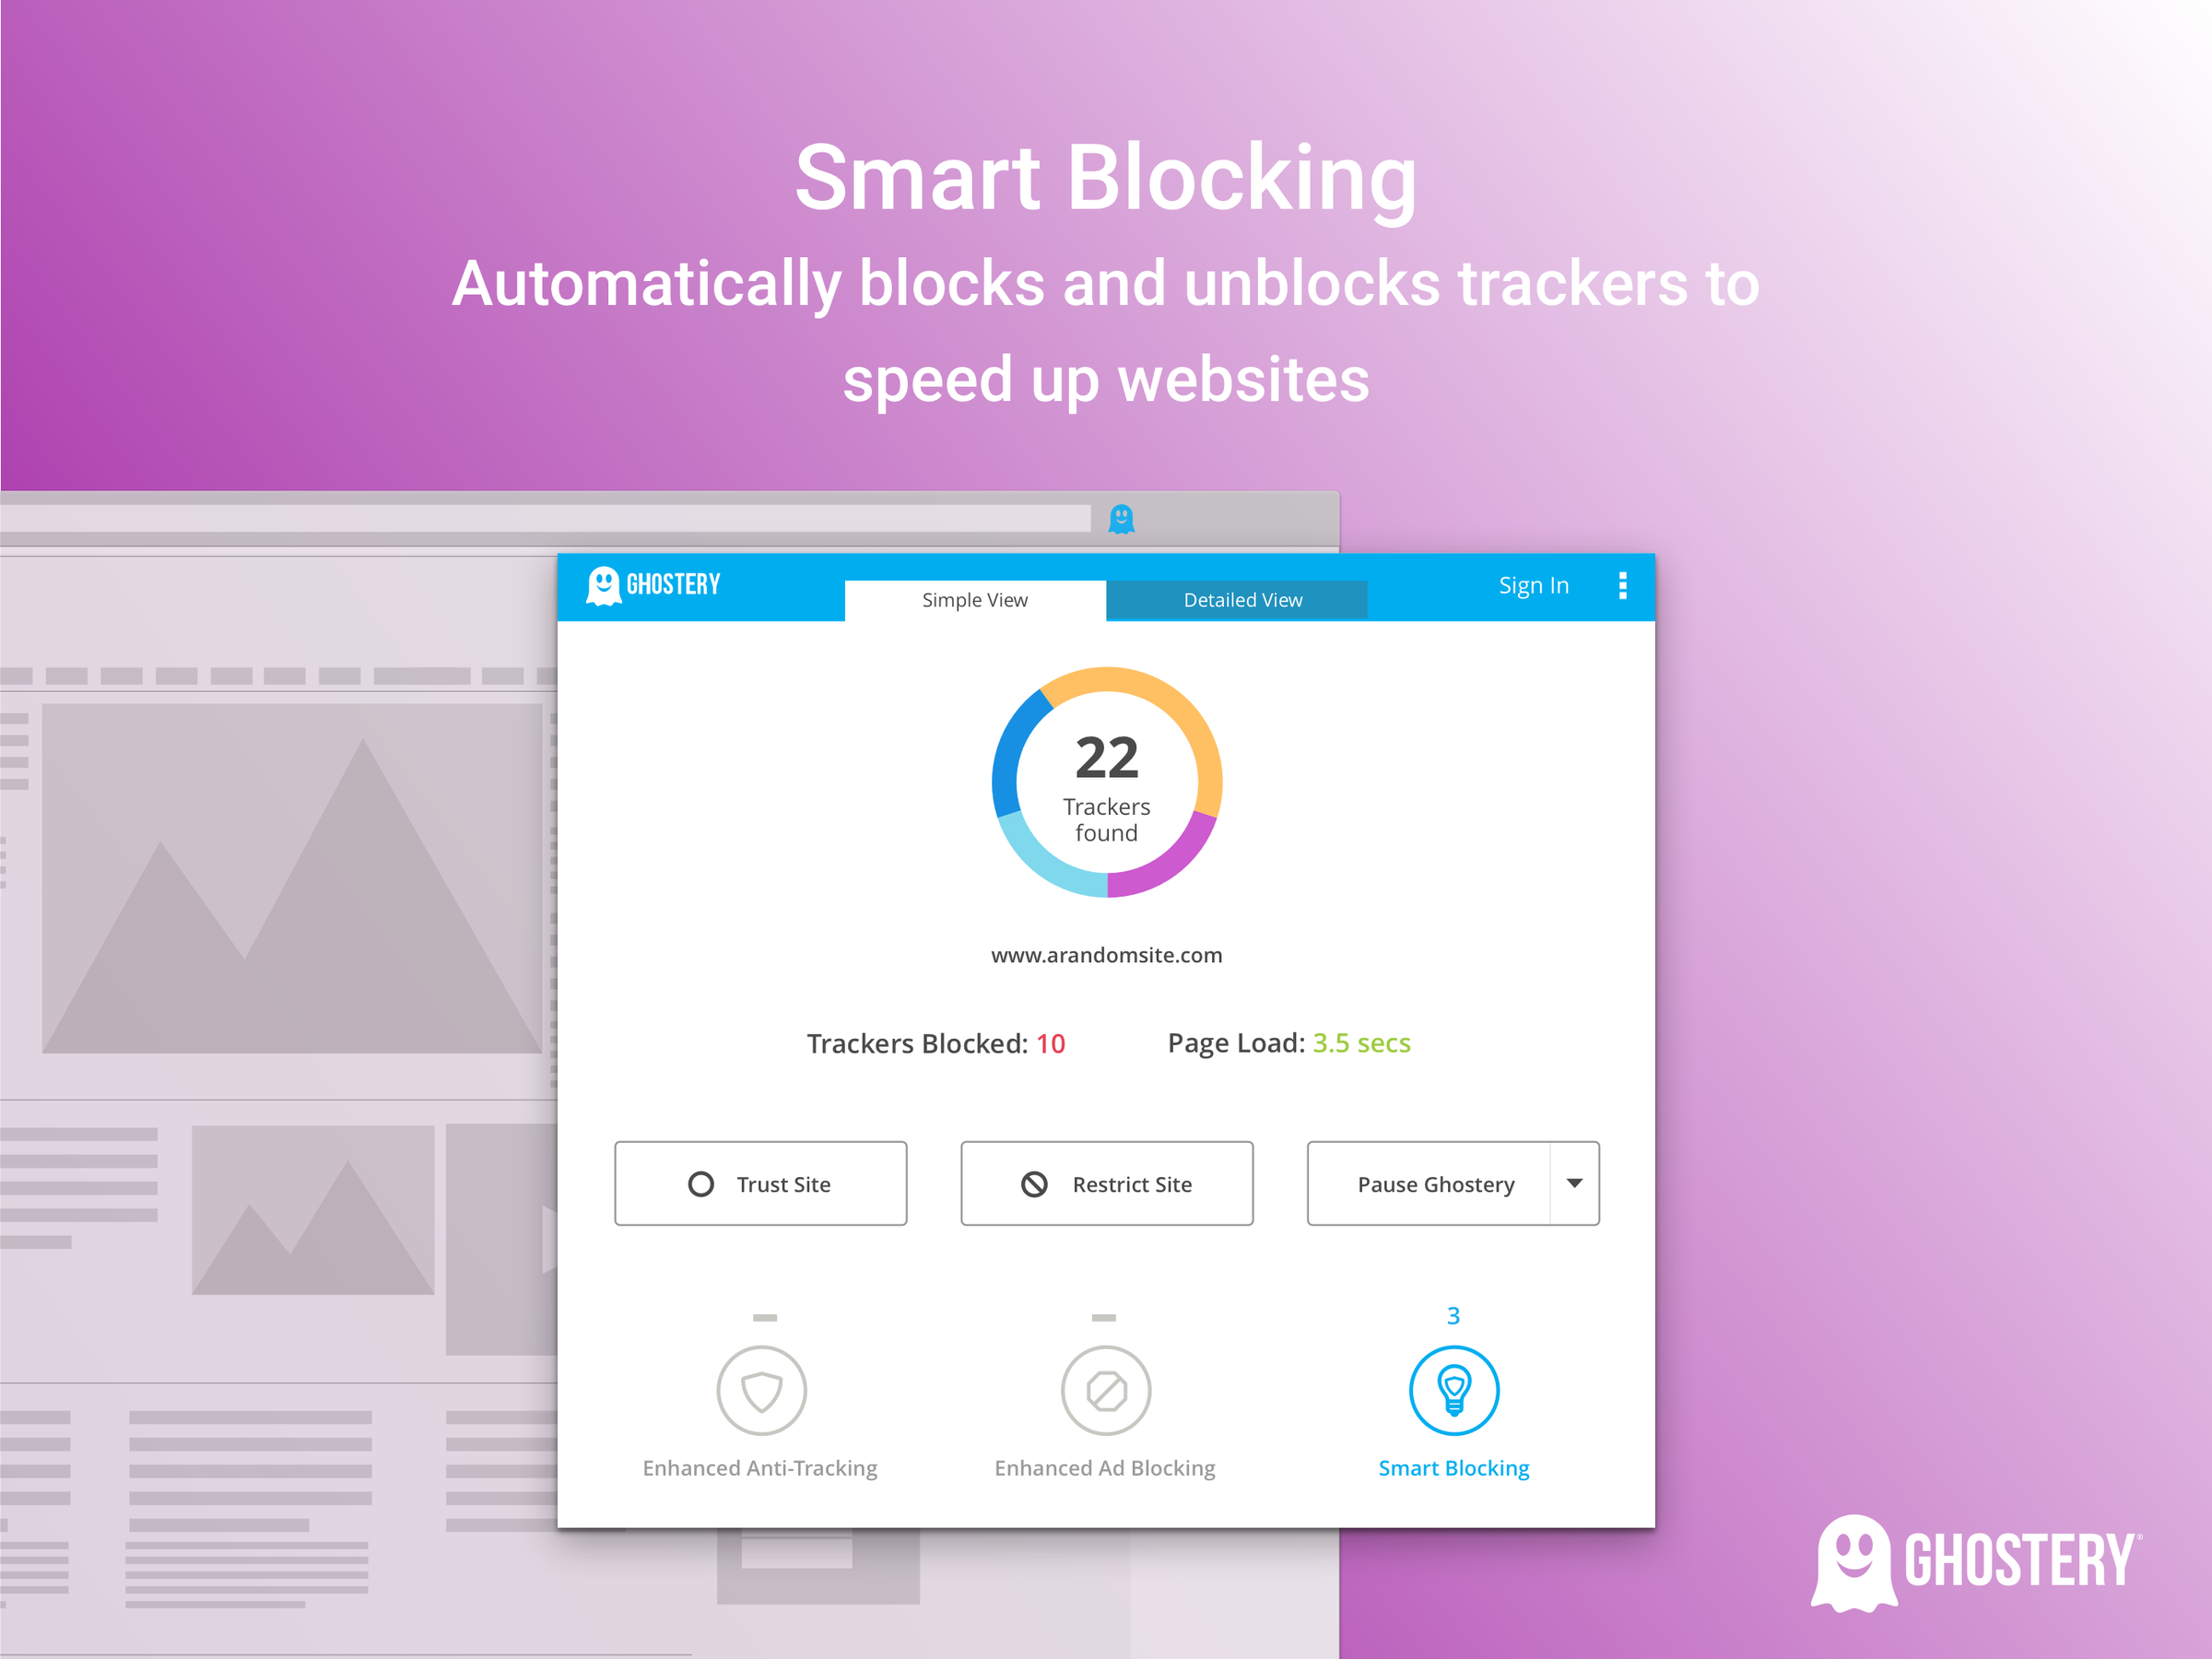 Smart Blocking
Automatically blocks and unblocks trackers to
speed up websites
GHOSTERY
Simple View
Detailed View
Sign In
22
Trackers
found
www.arandomsite.com
Trackers Blocked: 10
Page Load: 3.5 secs
Trust Site
Restrict Site
Pause Ghostery
3
Enhanced Anti-Tracking
Enhanced Ad Blocking
Smart Blocking
GHOSTERY®